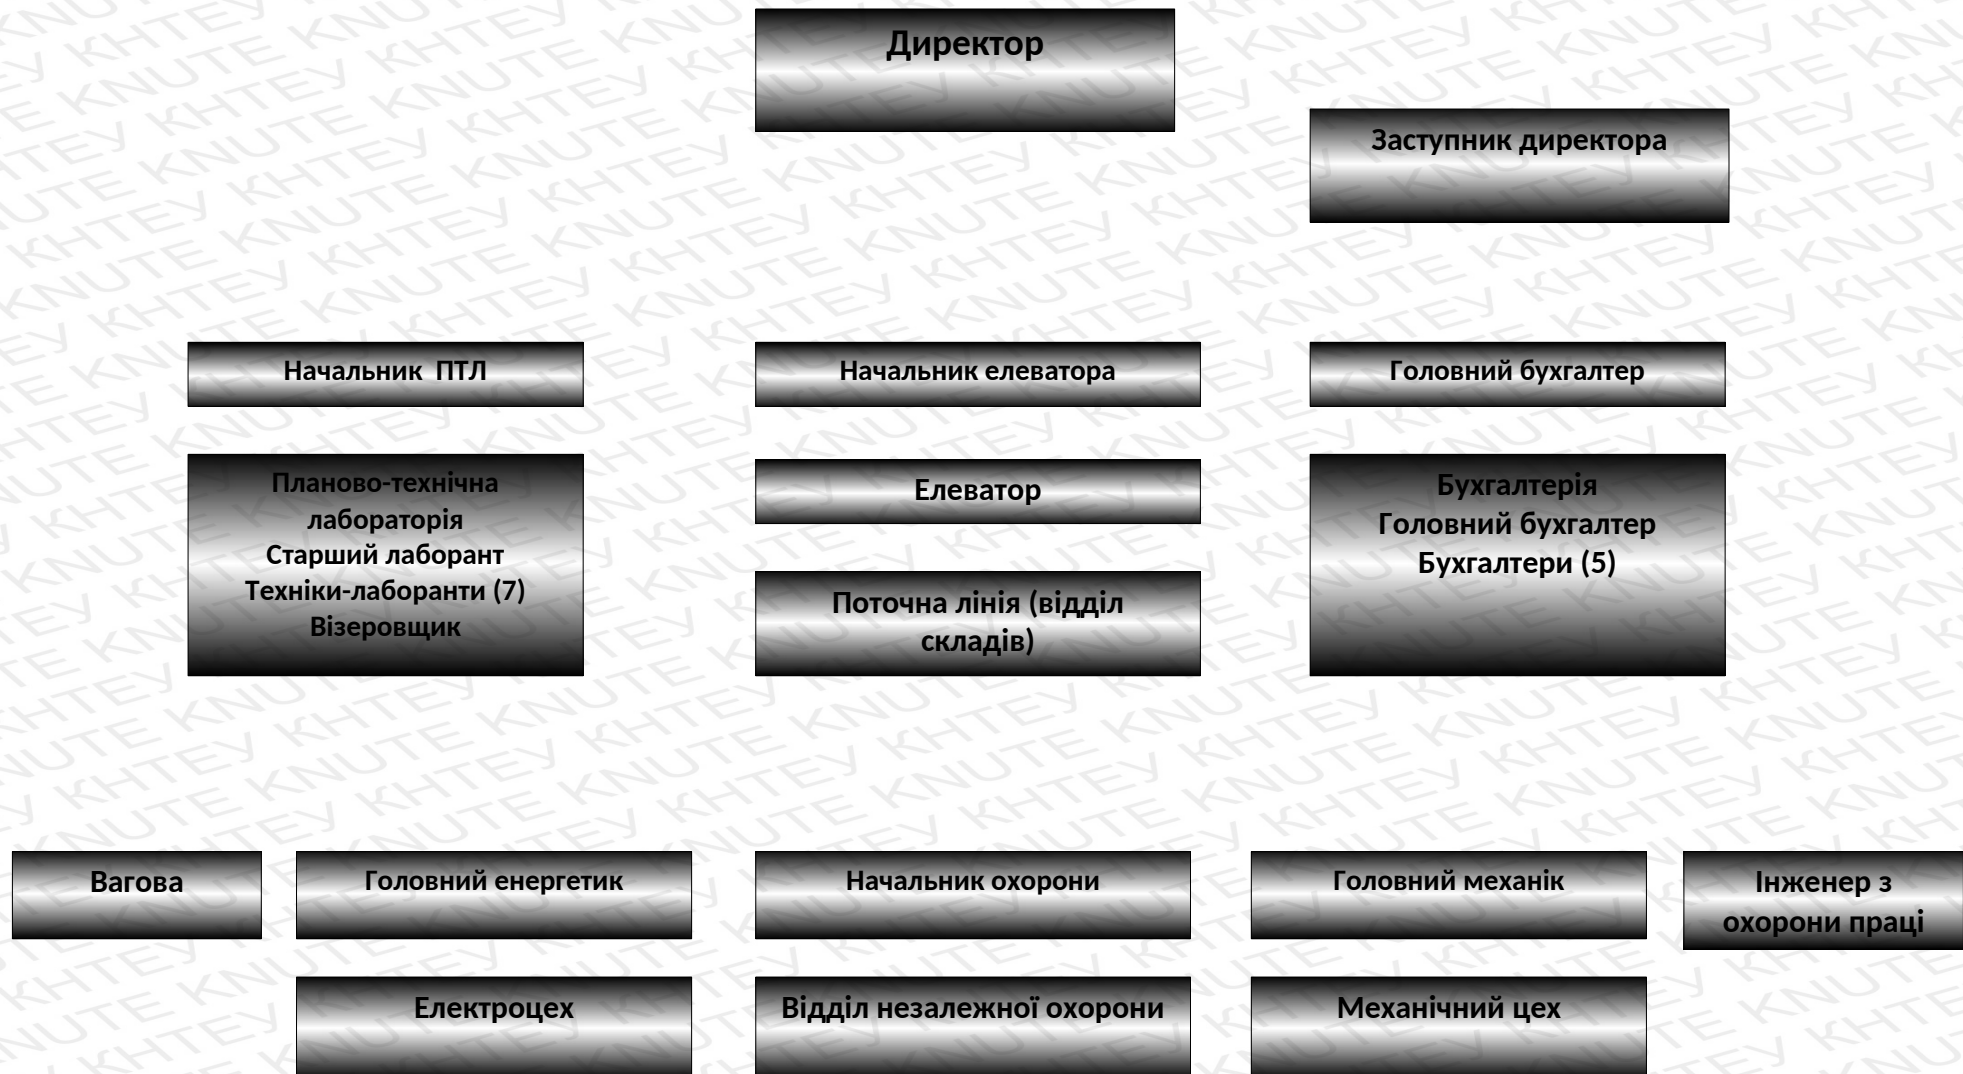 Директор
Заступник директора
Начальник ПТЛ
Начальник елеватора
Головний бухгалтер
Планово-технічна
лабораторія
Старший лаборант
Техніки-лаборанти (7)
Візеровщик
Елеватор
Поточна лінія (відділ
складів)
Бухгалтерія
Головний бухгалтер
Бухгалтери (5)
Вагова
Головний енергетик
Начальник охорони
Головний механік
Інженер з
охорони праці
Електроцех
Відділ незалежної охорони
Механічний цех